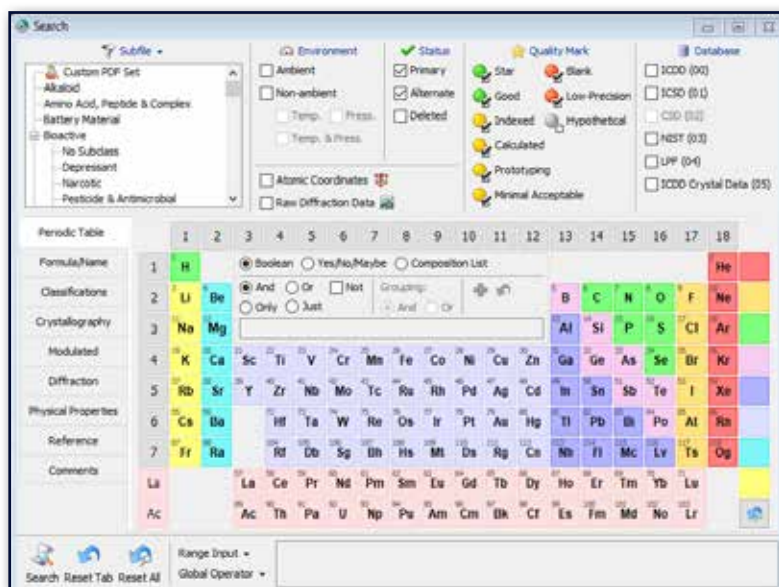 Search
Subfile
Custom PDF Set
Alkaloid
Amino Acid, Peptide & Complex
Battery Material
Bioactive
No Subclass
Depressant
Narcotic
Pesticide & Antimicrobial
Environment
Ambient
Non-ambient
Temp. Press.
Temp. & Press.
Atomic Coordinates
Raw Diffraction Data
Status
Primary
Alternate
Deleted
Quality Mark
Star Blank
Good Low-Precision
Indexed Hypothetical
Calculated
Prototyping
Minimal Acceptable
Database
ICDD (00)
ICSD (01)
CSD (02)
NIST (03)
LPF (04)
ICDD Crystal Data (05)
Periodic Table
Formula/Name
Classifications
Crystallography
Modulated
Diffraction
Physical Properties
Reference
Comments
1 2 3 4 5 6 7 8 9 10 11 12 13 14 15 16 17 18
Boolean Yes/No/Maybe Composition List
And Or Not Grouping:
Only Just And Or
1 H He
2 Li Be B C N O F Ne
3 Na Mg Al Si P S Cl Ar
4 K Ca Sc Ti V Cr Mn Fe Co Ni Cu Zn Ga Ge As Se Br Kr
5 Rb Sr Y Zr Nb Mo Tc Ru Rh Pd Ag Cd In Sn Sb Te I Xe
6 Cs Ba Hf Ta W Re Os Ir Pt Au Hg Tl Pb Bi Po At Rn
7 Fr Ra Rf Db Sg Bh Hs Mt Ds Rg Cn Nh Fl Mc Lv Ts Og
La La Ce Pr Nd Pm Sm Eu Gd Tb Dy Ho Er Tm Yb Lu
Ac Ac Th Pa U Np Pu Am Cm Bk Cf Es Fm Md No Lr
Search Reset Tab Reset All
Range Input
Global Operator